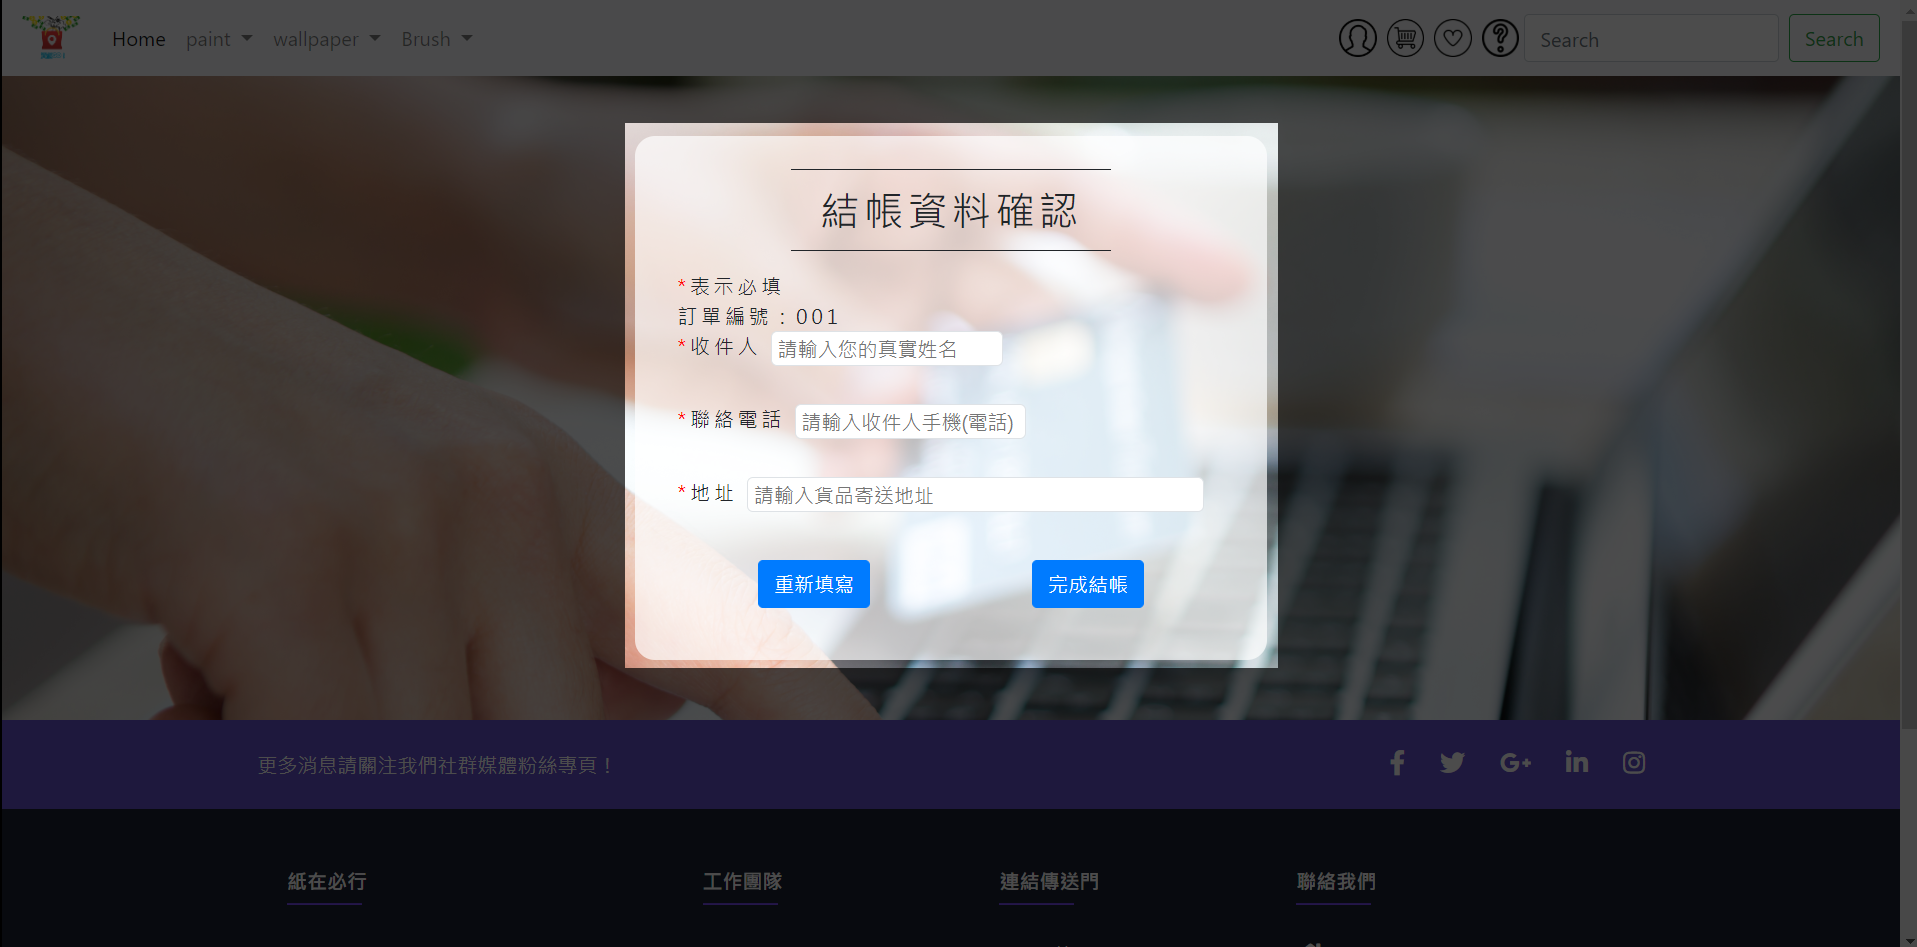 Home paint wallpaper Brush Search Search
結帳資料確認
*表示必填
訂單編號：001
*收件人 請輸入您的真實姓名
*聯絡電話 請輸入收件人手機(電話)
*地址 請輸入貨品寄送地址
重新填寫 完成結帳
更多消息請關注我們社群媒體粉絲專頁！
紙在必行 工作團隊 連結傳送門 聯絡我們